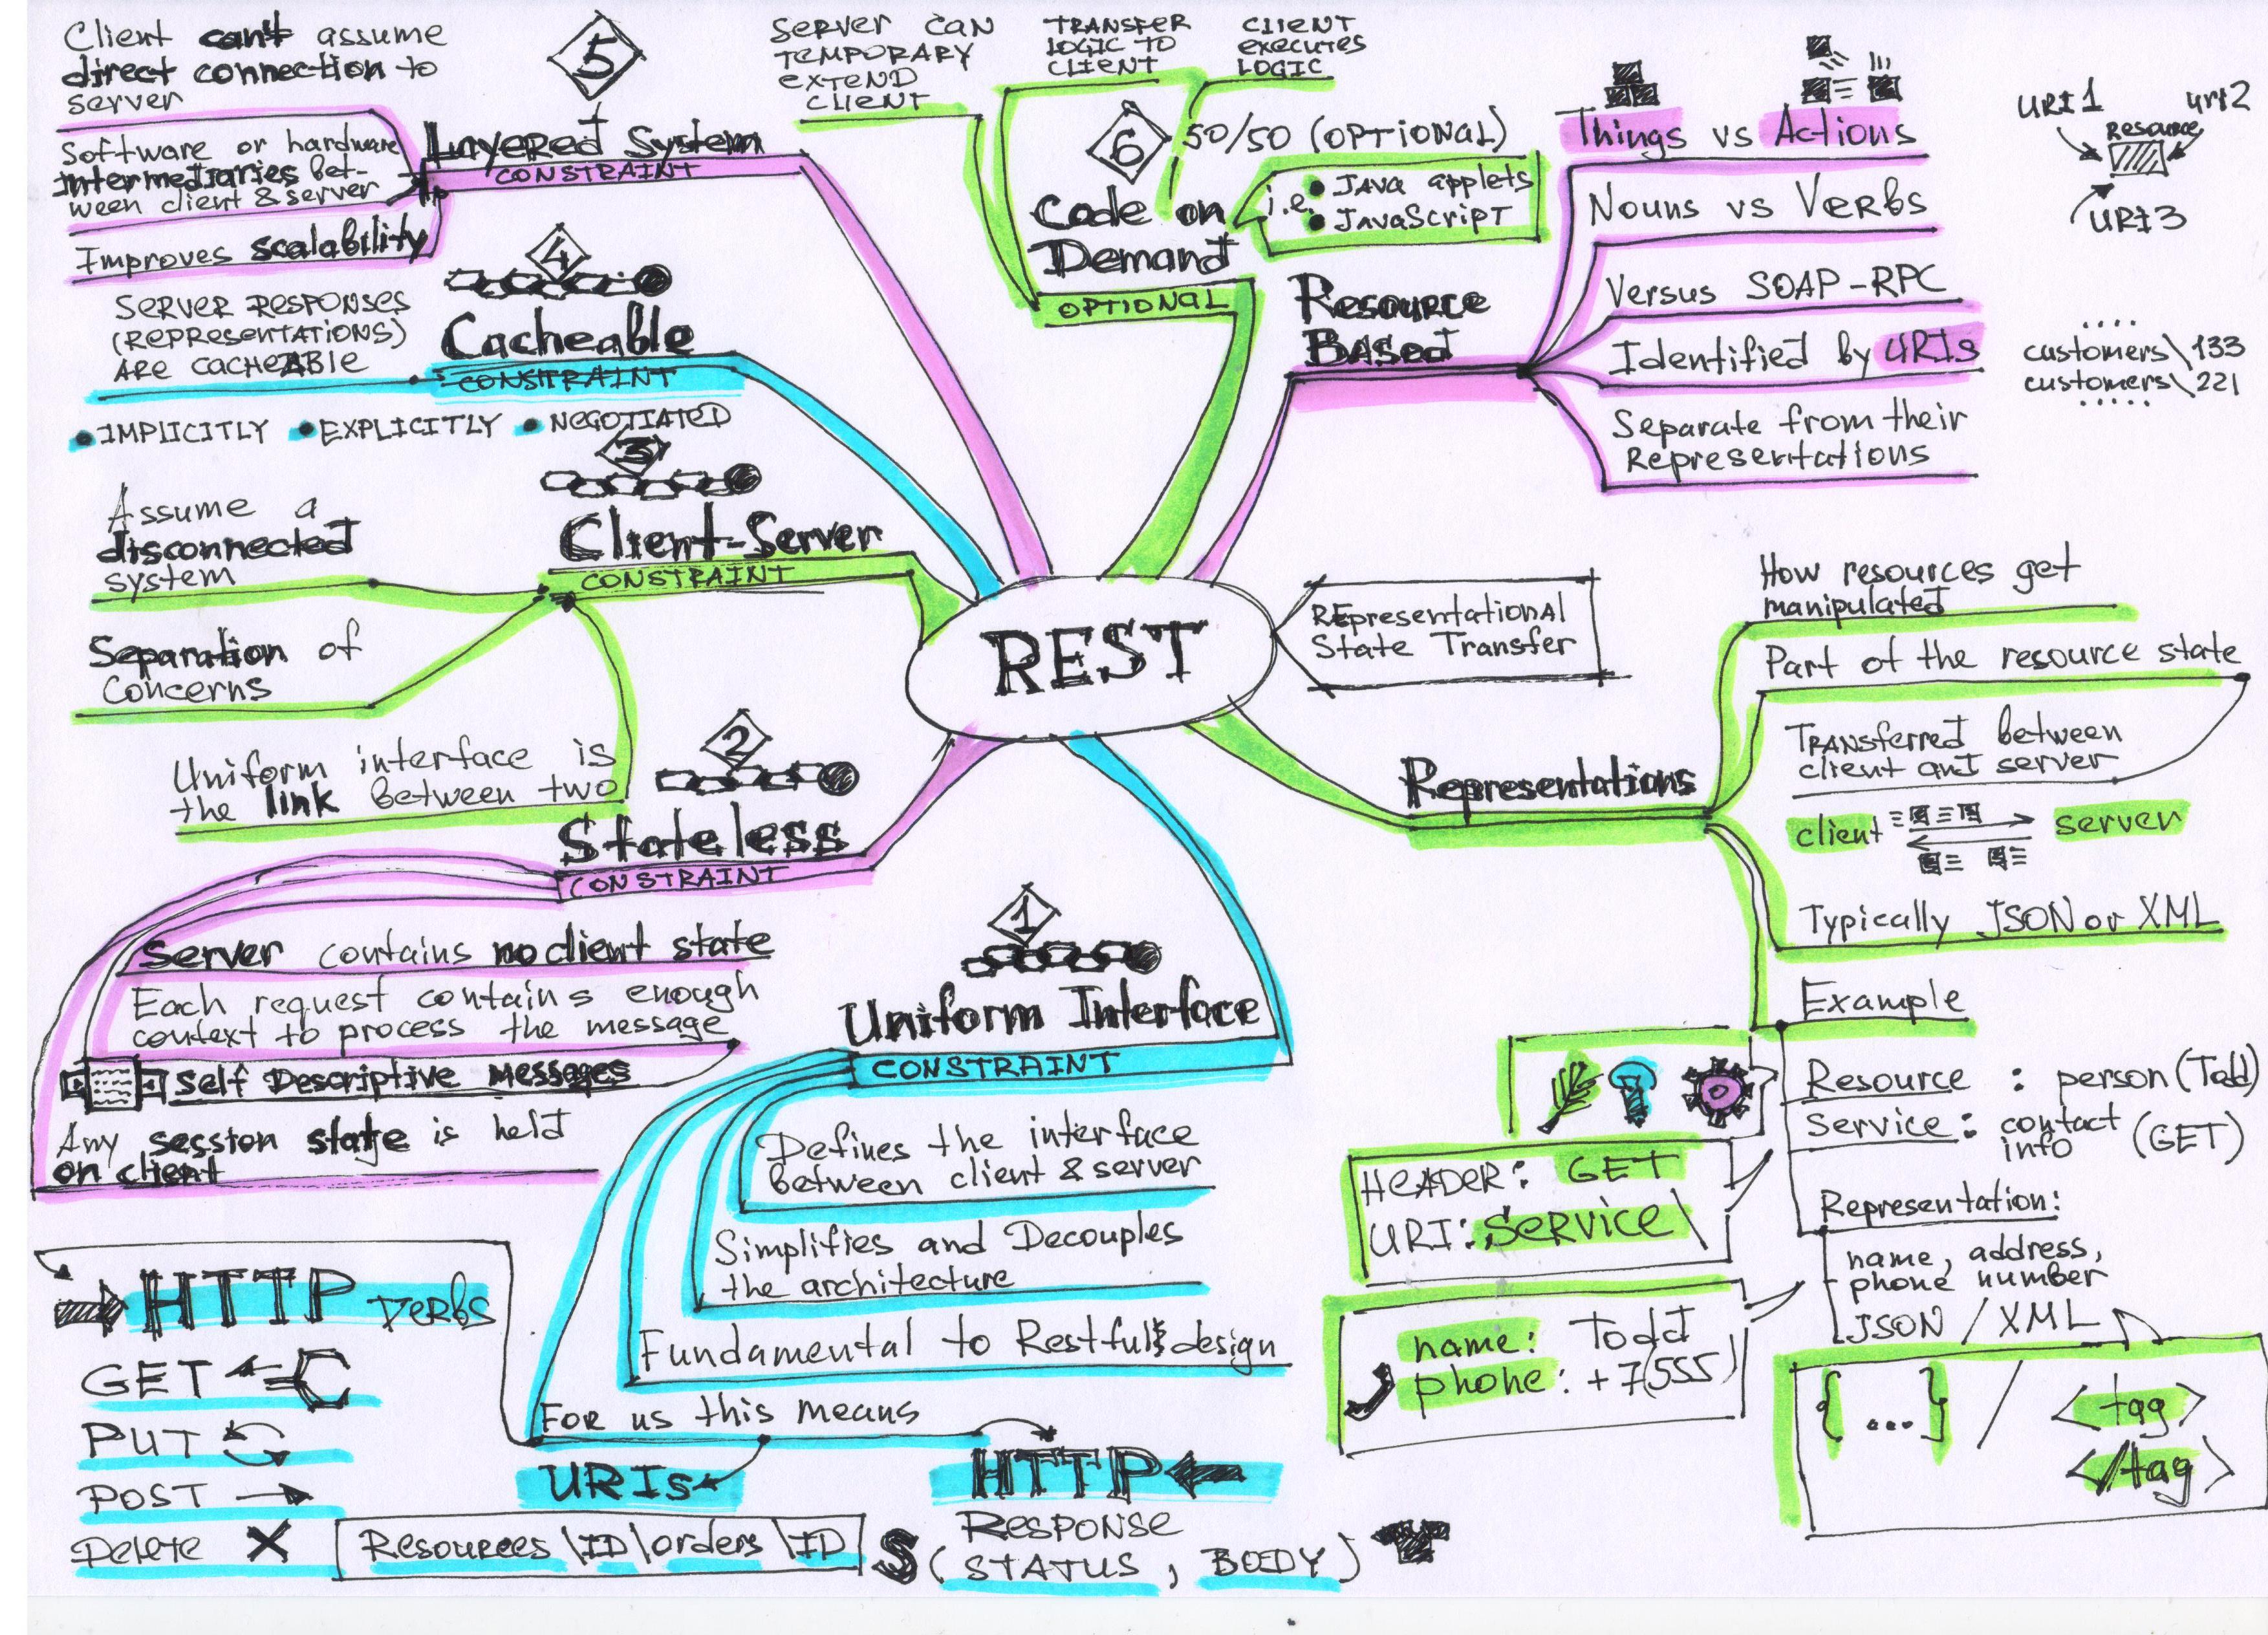 REST
REpresentational
State Transfer
Client can't assume
direct connection to
server
Software or hardware
intermediaries bet-
ween client & server
Improves scalability
5
Layered System
CONSTRAINT
SERVER RESPONSES
(REPRESENTATIONS)
ARE CACHEABLE
4
Cacheable
CONSTRAINT
IMPLICITLY
EXPLICITLY
NEGOTIATED
Assume a
disconnected
system
Separation of
Concerns
Uniform interface is
the link between two
3
Client-Server
CONSTRAINT
2
Stateless
CONSTRAINT
Server contains no client state
Each request contains enough
context to process the message
Self Descriptive Messages
Any session state is held
on client
1
Uniform Interface
CONSTRAINT
Defines the interface
between client & server
Simplifies and Decouples
the architecture
Fundamental to Restful design
For us this means
HTTP verbs
GET
PUT
POST
Delete
URIs
Resources\ID\orders\ID
HTTP
RESPONSE
(STATUS, BODY)
SERVER CAN
TEMPORARY
EXTEND
CLIENT
TRANSFER
LOGIC TO
CLIENT
CLIENT
EXECUTES
LOGIC
6
50/50 (OPTIONAL)
Code on
Demand
OPTIONAL
i.e.
JAVA applets
JAVASCRIPT
Resource
BASed
Things vs Actions
Nouns vs VERBS
Versus SOAP-RPC
Identified by URIs
Separate from their
Representations
URI1
uri2
Resource
URI3
customers\133
customers\221
Representations
How resources get
manipulated
Part of the resource state
TRANSferred between
client and server
client
server
Typically JSON or XML
Example
Resource : person (Todd)
Service : contact
info (GET)
Representation:
name, address,
phone number
JSON / XML
HEADER: GET
URI: SERVICE\
name: Todd
phone: +7(555)
{ ... } / <tag>
</tag>